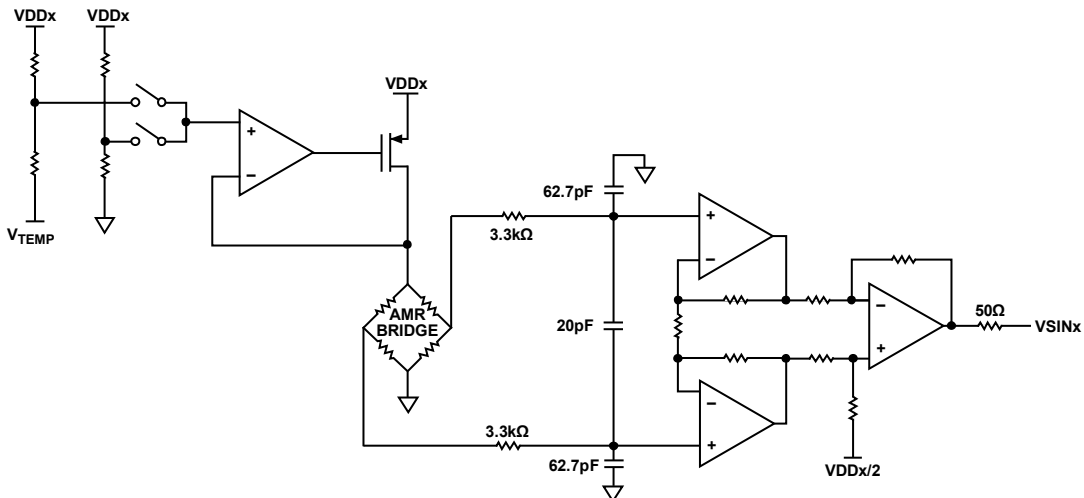 VDDx
VDDx
VDDx
+
−
VTEMP
62.7pF
3.3kΩ
+
−
AMR
BRIDGE
20pF
−
+
50Ω
VSINx
3.3kΩ
−
+
62.7pF
VDDx/2